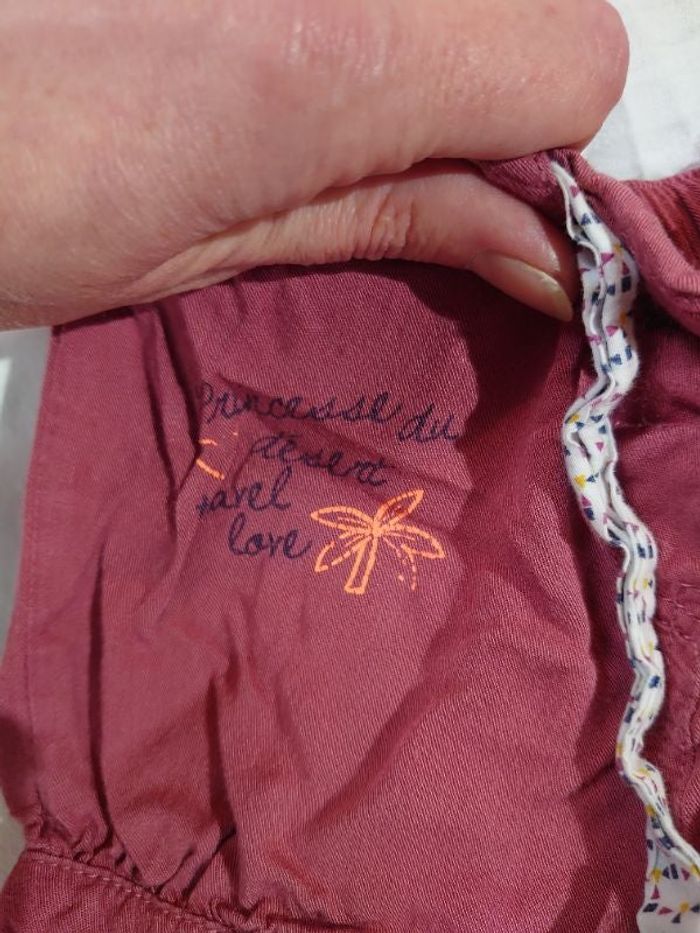 Princesse du
désert
travel
love